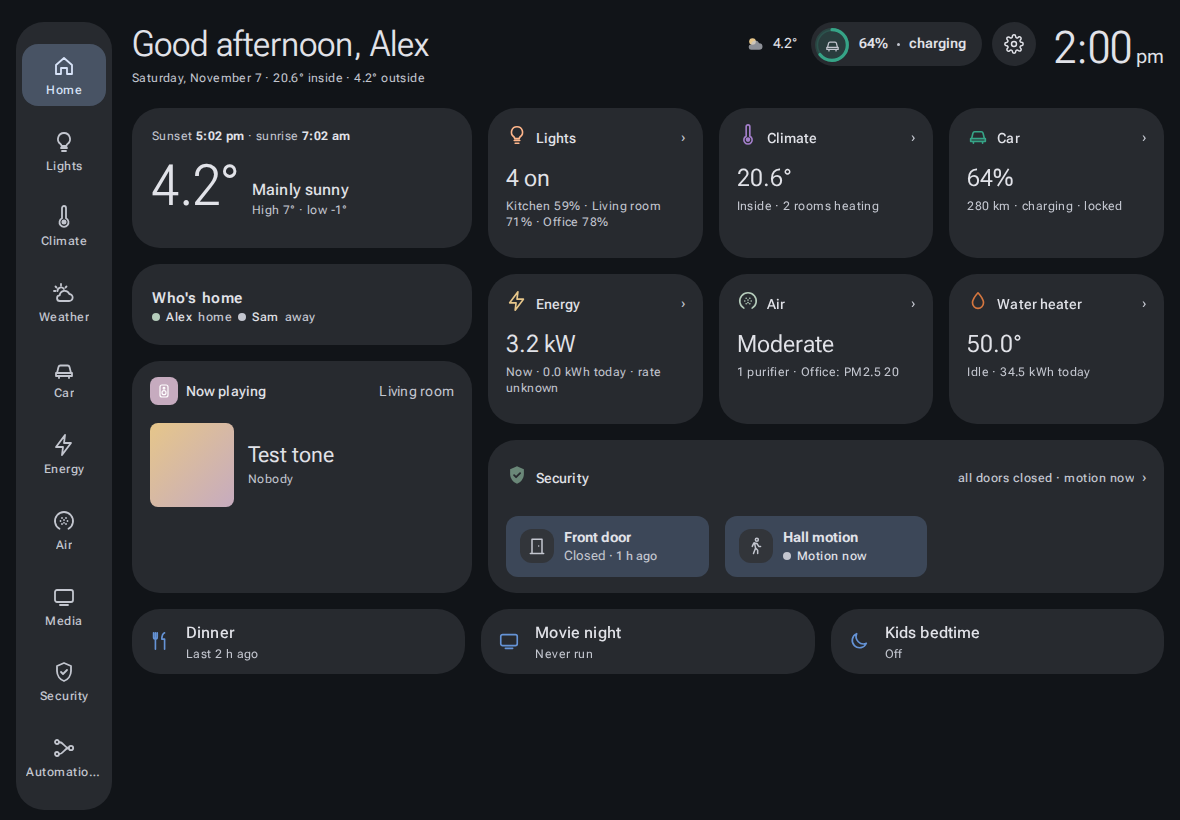 Home
Lights
Climate
Weather
Car
Energy
Air
Media
Security
Automatio...
Good afternoon, Alex
Saturday, November 7 · 20.6° inside · 4.2° outside
4.2°
64% · charging
2:00 pm
Sunset 5:02 pm · sunrise 7:02 am
4.2°
Mainly sunny
High 7° · low -1°
Who's home
Alex home Sam away
Now playing
Living room
Test tone
Nobody
Lights ›
4 on
Kitchen 59% · Living room
71% · Office 78%
Climate ›
20.6°
Inside · 2 rooms heating
Car ›
64%
280 km · charging · locked
Energy ›
3.2 kW
Now · 0.0 kWh today · rate
unknown
Air ›
Moderate
1 purifier · Office: PM2.5 20
Water heater ›
50.0°
Idle · 34.5 kWh today
Security
all doors closed · motion now ›
Front door
Closed · 1 h ago
Hall motion
Motion now
Dinner
Last 2 h ago
Movie night
Never run
Kids bedtime
Off